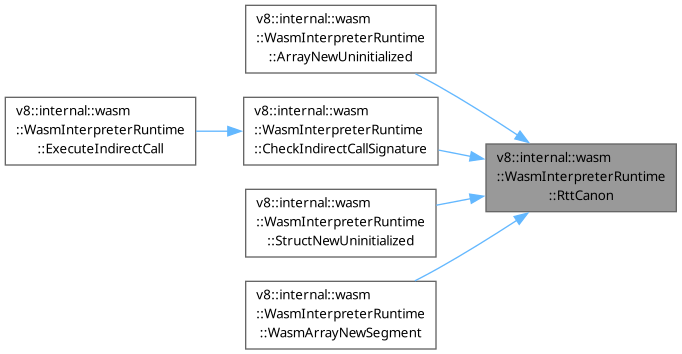 v8::internal::wasm
::WasmInterpreterRuntime
::ArrayNewUninitialized
v8::internal::wasm
::WasmInterpreterRuntime
::ExecuteIndirectCall
v8::internal::wasm
::WasmInterpreterRuntime
::CheckIndirectCallSignature
v8::internal::wasm
::WasmInterpreterRuntime
::RttCanon
v8::internal::wasm
::WasmInterpreterRuntime
::StructNewUninitialized
v8::internal::wasm
::WasmInterpreterRuntime
::WasmArrayNewSegment